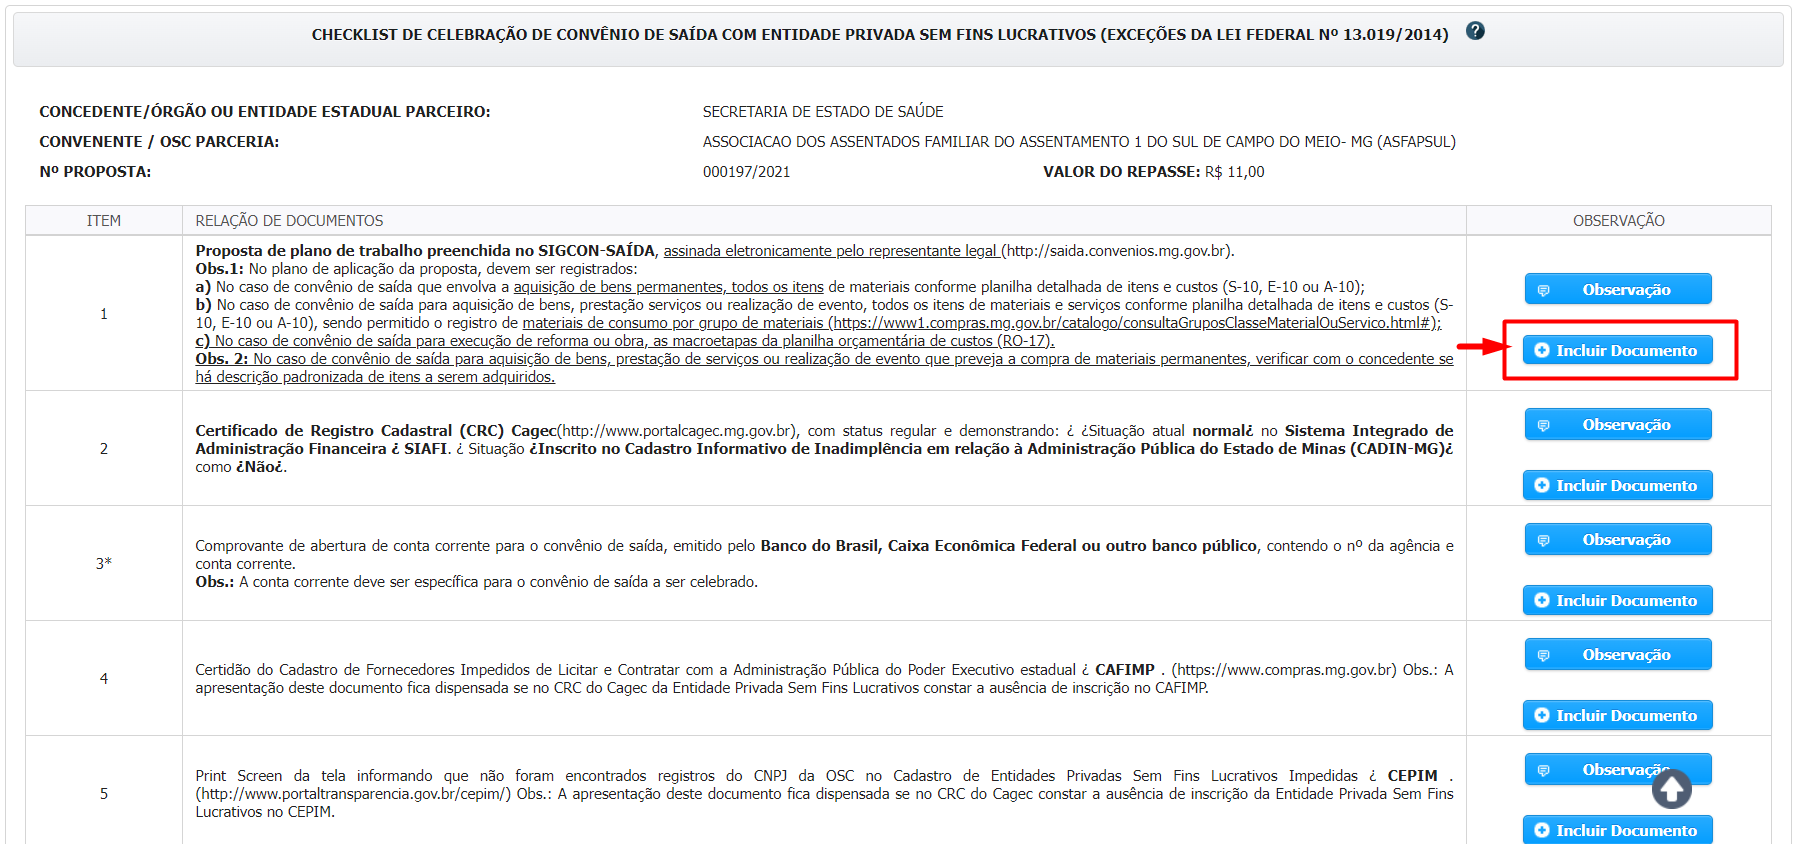 CHECKLIST DE CELEBRAÇÃO DE CONVÊNIO DE SAÍDA COM ENTIDADE PRIVADA SEM FINS LUCRATIVOS (EXCEÇÕES DA LEI FEDERAL Nº 13.019/2014) ?
CONCEDENTE/ÓRGÃO OU ENTIDADE ESTADUAL PARCEIRO: SECRETARIA DE ESTADO DE SAÚDE
CONVENENTE / OSC PARCERIA: ASSOCIACAO DOS ASSENTADOS FAMILIAR DO ASSENTAMENTO 1 DO SUL DE CAMPO DO MEIO- MG (ASFAPSUL)
Nº PROPOSTA: 000197/2021 VALOR DO REPASSE: R$ 11,00
ITEM RELAÇÃO DE DOCUMENTOS OBSERVAÇÃO
1
Proposta de plano de trabalho preenchida no SIGCON-SAÍDA, assinada eletronicamente pelo representante legal (http://saida.convenios.mg.gov.br).
Obs.1: No plano de aplicação da proposta, devem ser registrados:
a) No caso de convênio de saída que envolva a aquisição de bens permanentes, todos os itens de materiais conforme planilha detalhada de itens e custos (S-10, E-10 ou A-10);
b) No caso de convênio de saída para aquisição de bens, prestação serviços ou realização de evento, todos os itens de materiais e serviços conforme planilha detalhada de itens e custos (S-
10, E-10 ou A-10), sendo permitido o registro de materiais de consumo por grupo de materiais (https://www1.compras.mg.gov.br/catalogo/consultaGruposClasseMaterialOuServico.html#);
c) No caso de convênio de saída para execução de reforma ou obra, as macroetapas da planilha orçamentária de custos (RO-17).
Obs. 2: No caso de convênio de saída para aquisição de bens, prestação de serviços ou realização de evento que preveja a compra de materiais permanentes, verificar com o concedente se
há descrição padronizada de itens a serem adquiridos.
Observação
Incluir Documento
2
Certificado de Registro Cadastral (CRC) Cagec(http://www.portalcagec.mg.gov.br), com status regular e demonstrando: ¿ ¿Situação atual normal¿ no Sistema Integrado de
Administração Financeira ¿ SIAFI. ¿ Situação ¿Inscrito no Cadastro Informativo de Inadimplência em relação à Administração Pública do Estado de Minas (CADIN-MG)¿
como ¿Não¿.
Observação
Incluir Documento
3*
Comprovante de abertura de conta corrente para o convênio de saída, emitido pelo Banco do Brasil, Caixa Econômica Federal ou outro banco público, contendo o nº da agência e
conta corrente.
Obs.: A conta corrente deve ser específica para o convênio de saída a ser celebrado.
Observação
Incluir Documento
4
Certidão do Cadastro de Fornecedores Impedidos de Licitar e Contratar com a Administração Pública do Poder Executivo estadual ¿ CAFIMP . (https://www.compras.mg.gov.br) Obs.: A
apresentação deste documento fica dispensada se no CRC do Cagec da Entidade Privada Sem Fins Lucrativos constar a ausência de inscrição no CAFIMP.
Observação
Incluir Documento
5
Print Screen da tela informando que não foram encontrados registros do CNPJ da OSC no Cadastro de Entidades Privadas Sem Fins Lucrativos Impedidas ¿ CEPIM .
(http://www.portaltransparencia.gov.br/cepim/) Obs.: A apresentação deste documento fica dispensada se no CRC do Cagec constar a ausência de inscrição da Entidade Privada Sem Fins
Lucrativos no CEPIM.
Observação
Incluir Documento